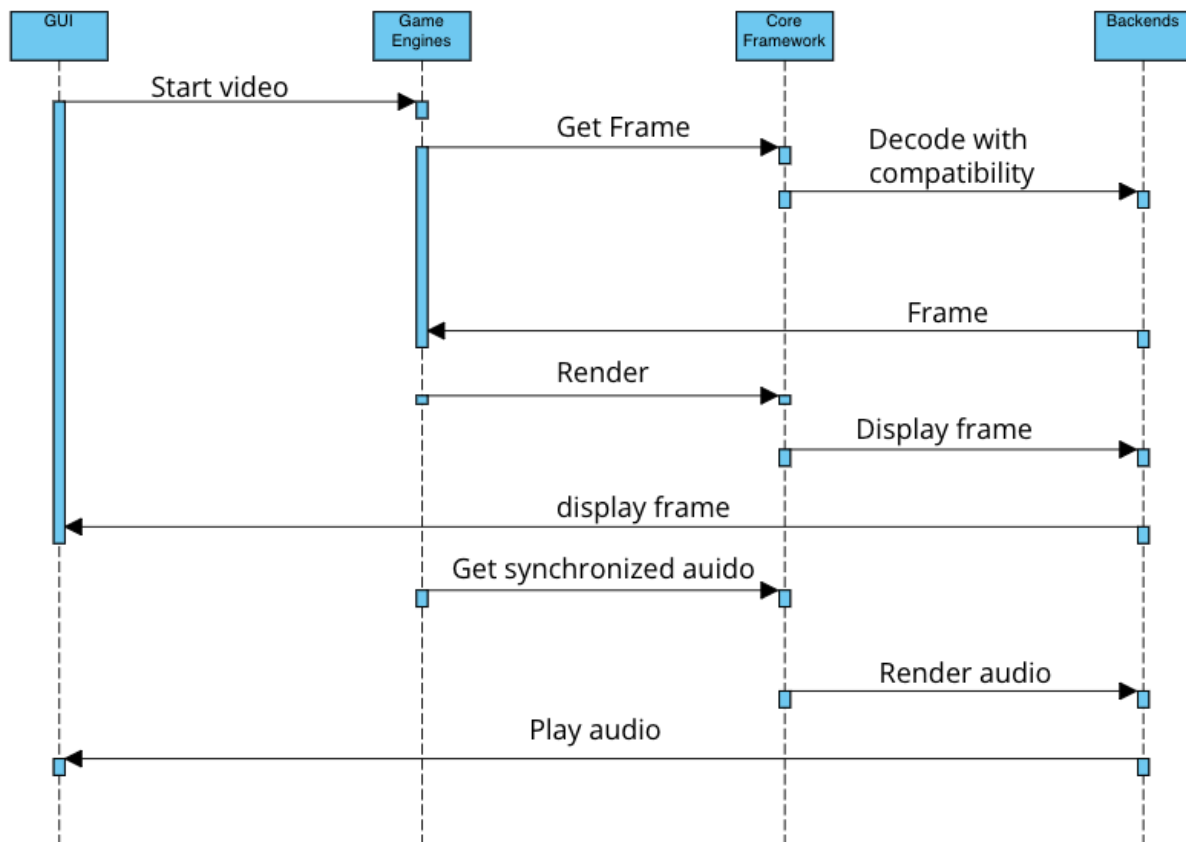 GUI
Game
Engines
Core
Framework
Backends
Start video
Get Frame
Decode with
compatibility
Frame
Render
Display frame
display frame
Get synchronized auido
Render audio
Play audio